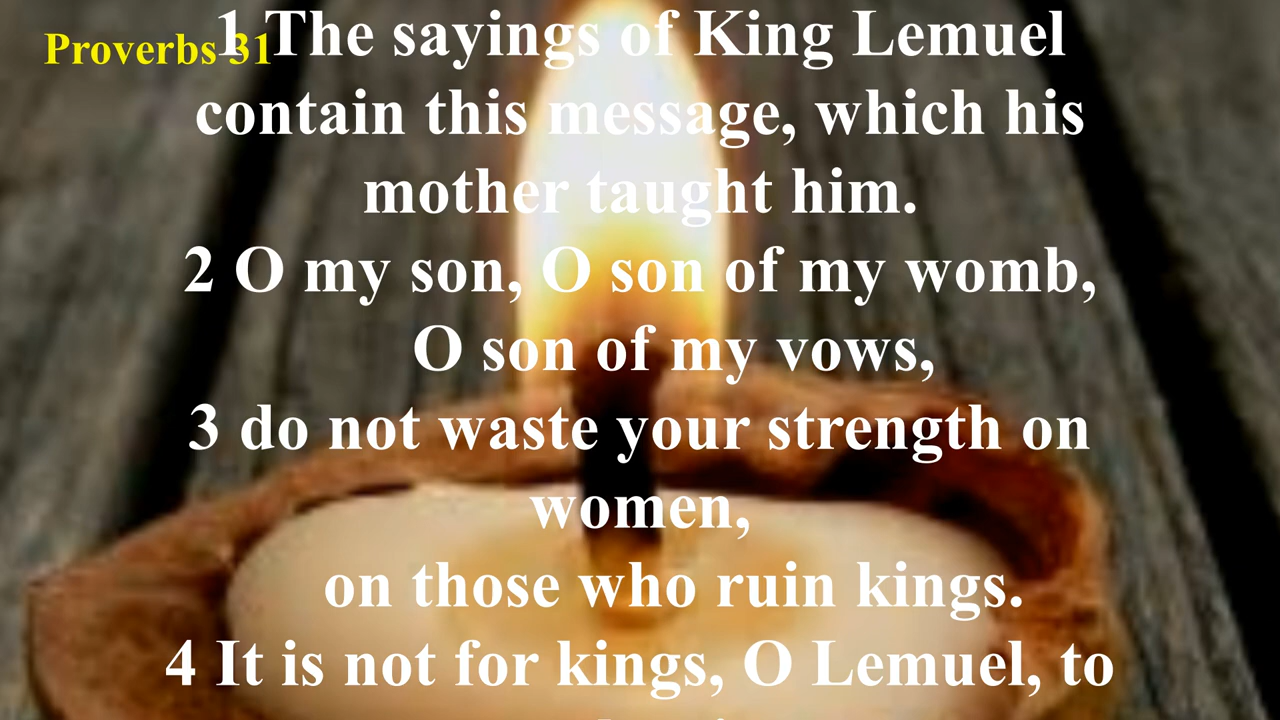 Proverbs 31
1 The sayings of King Lemuel
contain this message, which his
mother taught him.
2 O my son, O son of my womb,
O son of my vows,
3 do not waste your strength on
women,
on those who ruin kings.
4 It is not for kings, O Lemuel, to